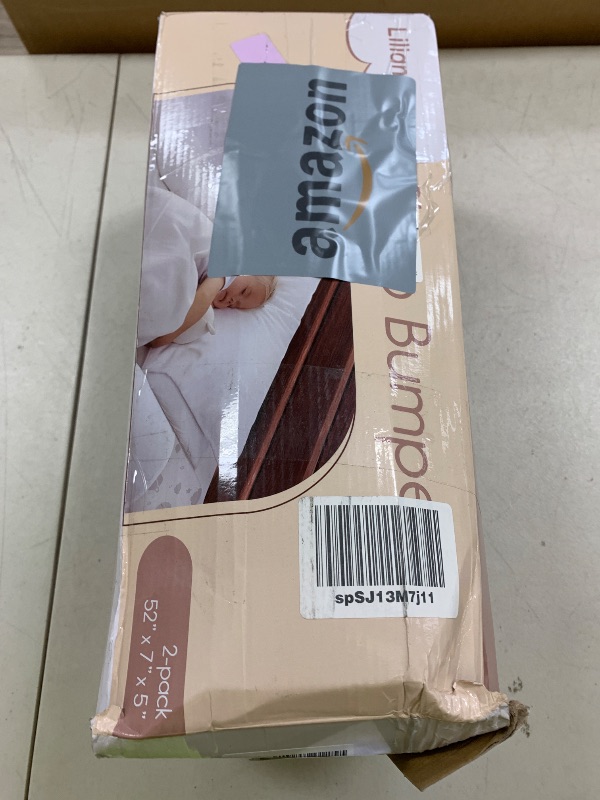 amazon
Bumpe
spSJ13M7j11
2-pack
52" x 7" x 5"